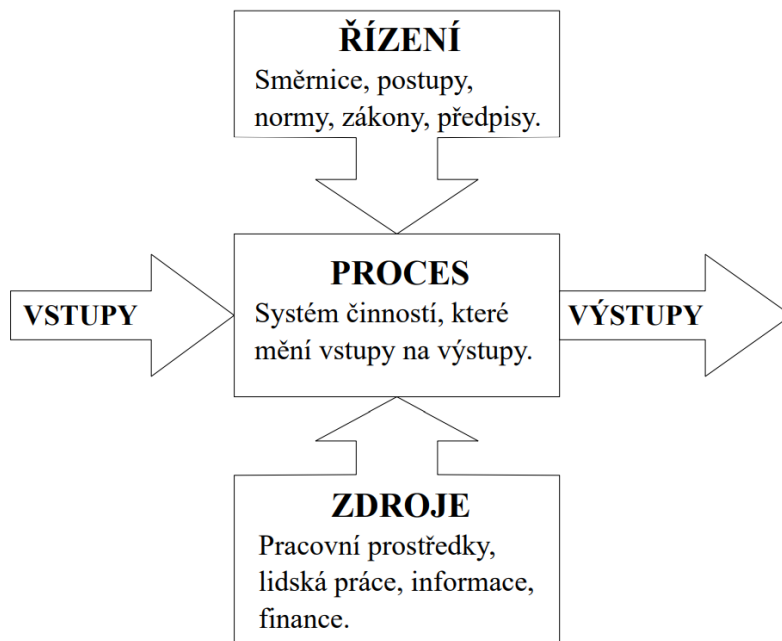 ŘÍZENÍ
Směrnice, postupy,
normy, zákony, předpisy.
VSTUPY
PROCES
Systém činností, které
mění vstupy na výstupy.
VÝSTUPY
ZDROJE
Pracovní prostředky,
lidská práce, informace,
finance.